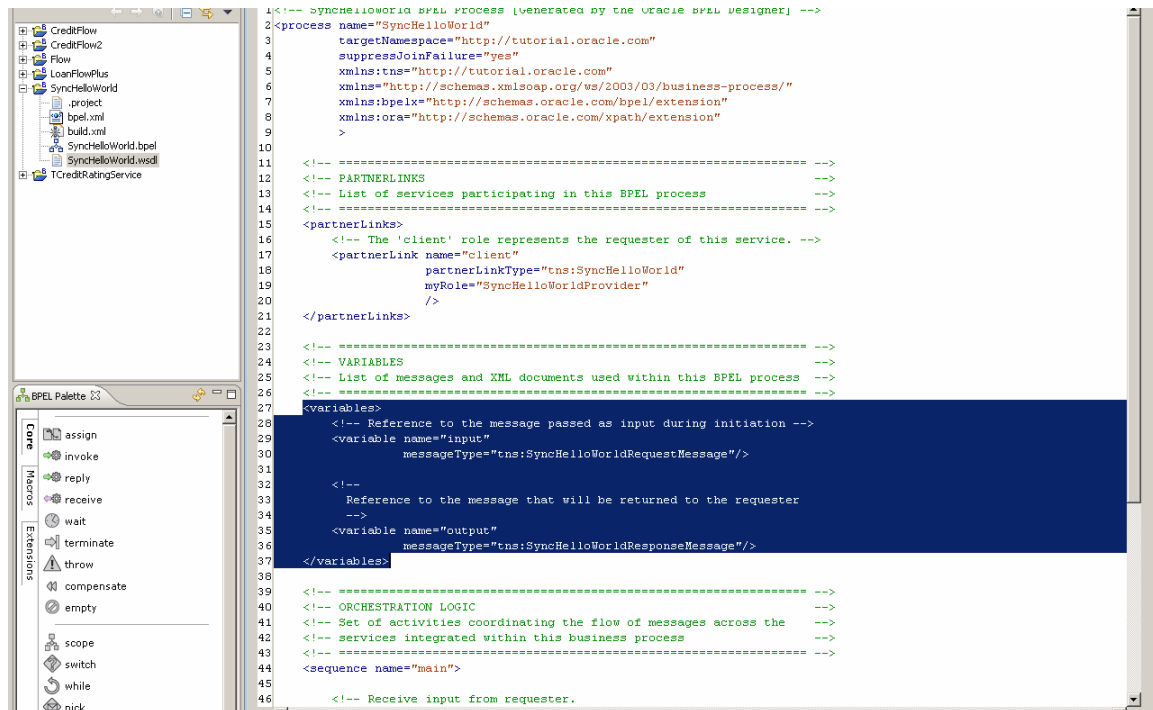 CreditFlow
CreditFlow2
Flow
LoanFlowPlus
SyncHelloWorld
.project
bpel.xml
build.xml
SyncHelloWorld.bpel
SyncHelloWorld.wsdl
TCreditRatingService
BPEL Palette
Core
Macros
Extensions
assign
invoke
reply
receive
wait
terminate
throw
compensate
empty
scope
switch
while
pick
1<!-- SyncHelloWorld BPEL Process [Generated by the Oracle BPEL Designer] -->
2<process name="SyncHelloWorld"
3 targetNamespace="http://tutorial.oracle.com"
4 suppressJoinFailure="yes"
5 xmlns:tns="http://tutorial.oracle.com"
6 xmlns="http://schemas.xmlsoap.org/ws/2003/03/business-process/"
7 xmlns:bpelx="http://schemas.oracle.com/bpel/extension"
8 xmlns:ora="http://schemas.oracle.com/xpath/extension"
9 >
10
11 <!-- ================================================================= -->
12 <!-- PARTNERLINKS -->
13 <!-- List of services participating in this BPEL process -->
14 <!-- ================================================================= -->
15 <partnerLinks>
16 <!-- The 'client' role represents the requester of this service. -->
17 <partnerLink name="client"
18 partnerLinkType="tns:SyncHelloWorld"
19 myRole="SyncHelloWorldProvider"
20 />
21 </partnerLinks>
22
23 <!-- ================================================================= -->
24 <!-- VARIABLES -->
25 <!-- List of messages and XML documents used within this BPEL process -->
26 <!-- ================================================================= -->
27 <variables>
28 <!-- Reference to the message passed as input during initiation -->
29 <variable name="input"
30 messageType="tns:SyncHelloWorldRequestMessage"/>
31
32 <!--
33 Reference to the message that will be returned to the requester
34 -->
35 <variable name="output"
36 messageType="tns:SyncHelloWorldResponseMessage"/>
37 </variables>
38
39 <!-- ================================================================= -->
40 <!-- ORCHESTRATION LOGIC -->
41 <!-- Set of activities coordinating the flow of messages across the -->
42 <!-- services integrated within this business process -->
43 <!-- ================================================================= -->
44 <sequence name="main">
45
46 <!-- Receive input from requester.